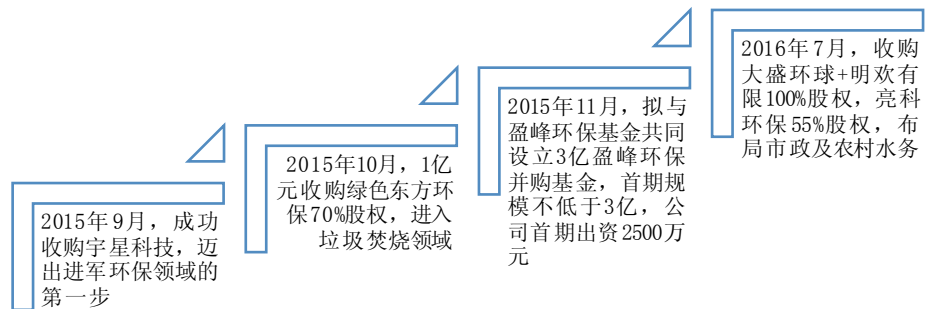 2015年9月，成功
收购宇星科技，迈
出进军环保领域的
第一步
2015年10月，1亿
元收购绿色东方环
保70%股权，进入
垃圾焚烧领域
2015年11月，拟与
盈峰环保基金共同
设立3亿盈峰环保
并购基金，首期规
模不低于3亿，公
司首期出资2500万
元
2016年7月，收购
大盛环球+明欢有
限100%股权，亮科
环保55%股权，布
局市政及农村水务